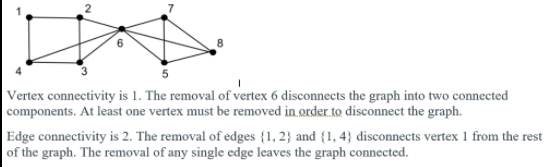 1
2
7
6
8
4
3
5
Vertex connectivity is 1. The removal of vertex 6 disconnects the graph into two connected
components. At least one vertex must be removed in order to disconnect the graph.
Edge connectivity is 2. The removal of edges {1, 2} and {1, 4} disconnects vertex 1 from the rest
of the graph. The removal of any single edge leaves the graph connected.